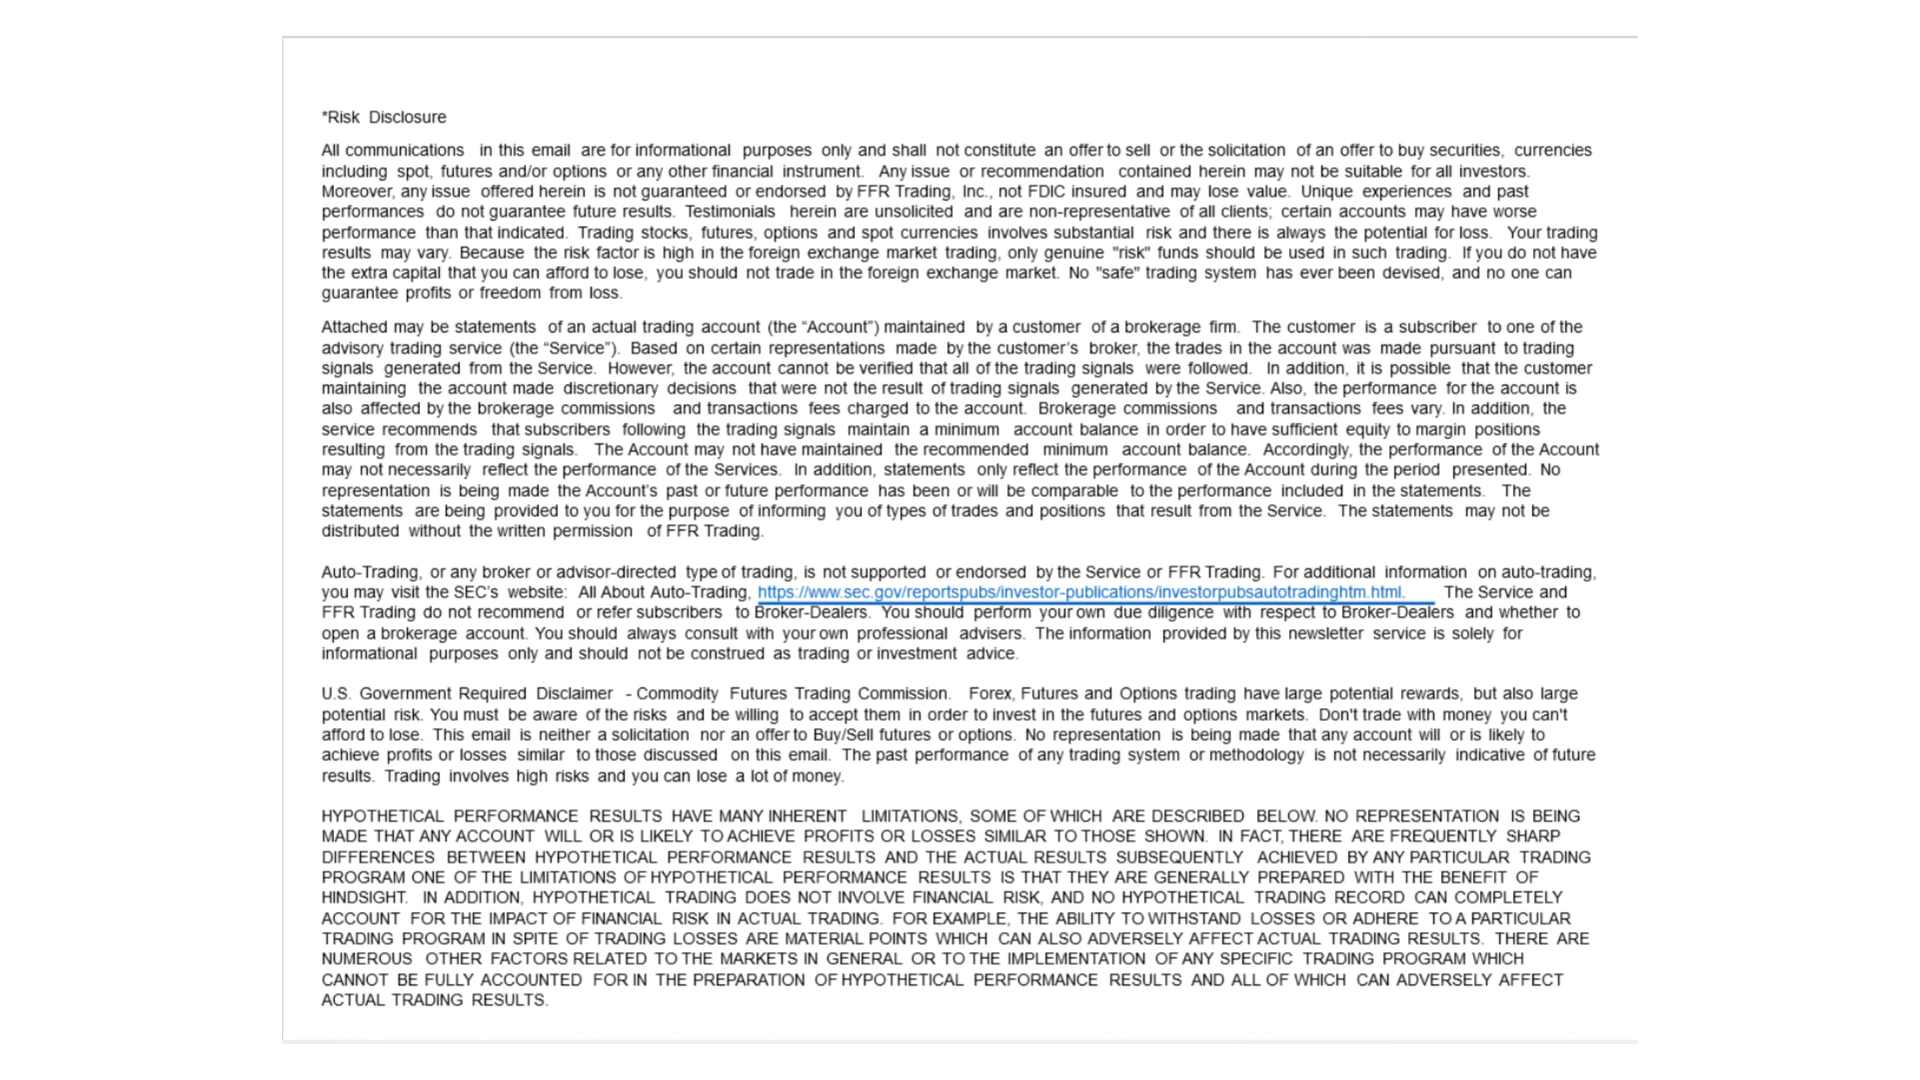 *Risk Disclosure
All communications in this email are for informational purposes only and shall not constitute an offer to sell or the solicitation of an offer to buy securities, currencies
including spot, futures and/or options or any other financial instrument. Any issue or recommendation contained herein may not be suitable for all investors.
Moreover, any issue offered herein is not guaranteed or endorsed by FFR Trading, Inc., not FDIC insured and may lose value. Unique experiences and past
performances do not guarantee future results. Testimonials herein are unsolicited and are non-representative of all clients; certain accounts may have worse
performance than that indicated. Trading stocks, futures, options and spot currencies involves substantial risk and there is always the potential for loss. Your trading
results may vary. Because the risk factor is high in the foreign exchange market trading, only genuine "risk" funds should be used in such trading. If you do not have
the extra capital that you can afford to lose, you should not trade in the foreign exchange market. No "safe" trading system has ever been devised, and no one can
guarantee profits or freedom from loss.
Attached may be statements of an actual trading account (the “Account”) maintained by a customer of a brokerage firm. The customer is a subscriber to one of the
advisory trading service (the “Service”). Based on certain representations made by the customer’s broker, the trades in the account was made pursuant to trading
signals generated from the Service. However, the account cannot be verified that all of the trading signals were followed. In addition, it is possible that the customer
maintaining the account made discretionary decisions that were not the result of trading signals generated by the Service. Also, the performance for the account is
also affected by the brokerage commissions and transactions fees charged to the account. Brokerage commissions and transactions fees vary. In addition, the
service recommends that subscribers following the trading signals maintain a minimum account balance in order to have sufficient equity to margin positions
resulting from the trading signals. The Account may not have maintained the recommended minimum account balance. Accordingly, the performance of the Account
may not necessarily reflect the performance of the Services. In addition, statements only reflect the performance of the Account during the period presented. No
representation is being made the Account’s past or future performance has been or will be comparable to the performance included in the statements. The
statements are being provided to you for the purpose of informing you of types of trades and positions that result from the Service. The statements may not be
distributed without the written permission of FFR Trading.
Auto-Trading, or any broker or advisor-directed type of trading, is not supported or endorsed by the Service or FFR Trading. For additional information on auto-trading,
you may visit the SEC’s website: All About Auto-Trading, https://www.sec.gov/reportspubs/investor-publications/investorpubsautotradinghtm.html. The Service and
FFR Trading do not recommend or refer subscribers to Broker-Dealers. You should perform your own due diligence with respect to Broker-Dealers and whether to
open a brokerage account. You should always consult with your own professional advisers. The information provided by this newsletter service is solely for
informational purposes only and should not be construed as trading or investment advice.
U.S. Government Required Disclaimer - Commodity Futures Trading Commission. Forex, Futures and Options trading have large potential rewards, but also large
potential risk. You must be aware of the risks and be willing to accept them in order to invest in the futures and options markets. Don't trade with money you can't
afford to lose. This email is neither a solicitation nor an offer to Buy/Sell futures or options. No representation is being made that any account will or is likely to
achieve profits or losses similar to those discussed on this email. The past performance of any trading system or methodology is not necessarily indicative of future
results. Trading involves high risks and you can lose a lot of money.
HYPOTHETICAL PERFORMANCE RESULTS HAVE MANY INHERENT LIMITATIONS, SOME OF WHICH ARE DESCRIBED BELOW. NO REPRESENTATION IS BEING
MADE THAT ANY ACCOUNT WILL OR IS LIKELY TO ACHIEVE PROFITS OR LOSSES SIMILAR TO THOSE SHOWN. IN FACT, THERE ARE FREQUENTLY SHARP
DIFFERENCES BETWEEN HYPOTHETICAL PERFORMANCE RESULTS AND THE ACTUAL RESULTS SUBSEQUENTLY ACHIEVED BY ANY PARTICULAR TRADING
PROGRAM ONE OF THE LIMITATIONS OF HYPOTHETICAL PERFORMANCE RESULTS IS THAT THEY ARE GENERALLY PREPARED WITH THE BENEFIT OF
HINDSIGHT. IN ADDITION, HYPOTHETICAL TRADING DOES NOT INVOLVE FINANCIAL RISK, AND NO HYPOTHETICAL TRADING RECORD CAN COMPLETELY
ACCOUNT FOR THE IMPACT OF FINANCIAL RISK IN ACTUAL TRADING. FOR EXAMPLE, THE ABILITY TO WITHSTAND LOSSES OR ADHERE TO A PARTICULAR
TRADING PROGRAM IN SPITE OF TRADING LOSSES ARE MATERIAL POINTS WHICH CAN ALSO ADVERSELY AFFECT ACTUAL TRADING RESULTS. THERE ARE
NUMEROUS OTHER FACTORS RELATED TO THE MARKETS IN GENERAL OR TO THE IMPLEMENTATION OF ANY SPECIFIC TRADING PROGRAM WHICH
CANNOT BE FULLY ACCOUNTED FOR IN THE PREPARATION OF HYPOTHETICAL PERFORMANCE RESULTS AND ALL OF WHICH CAN ADVERSELY AFFECT
ACTUAL TRADING RESULTS.